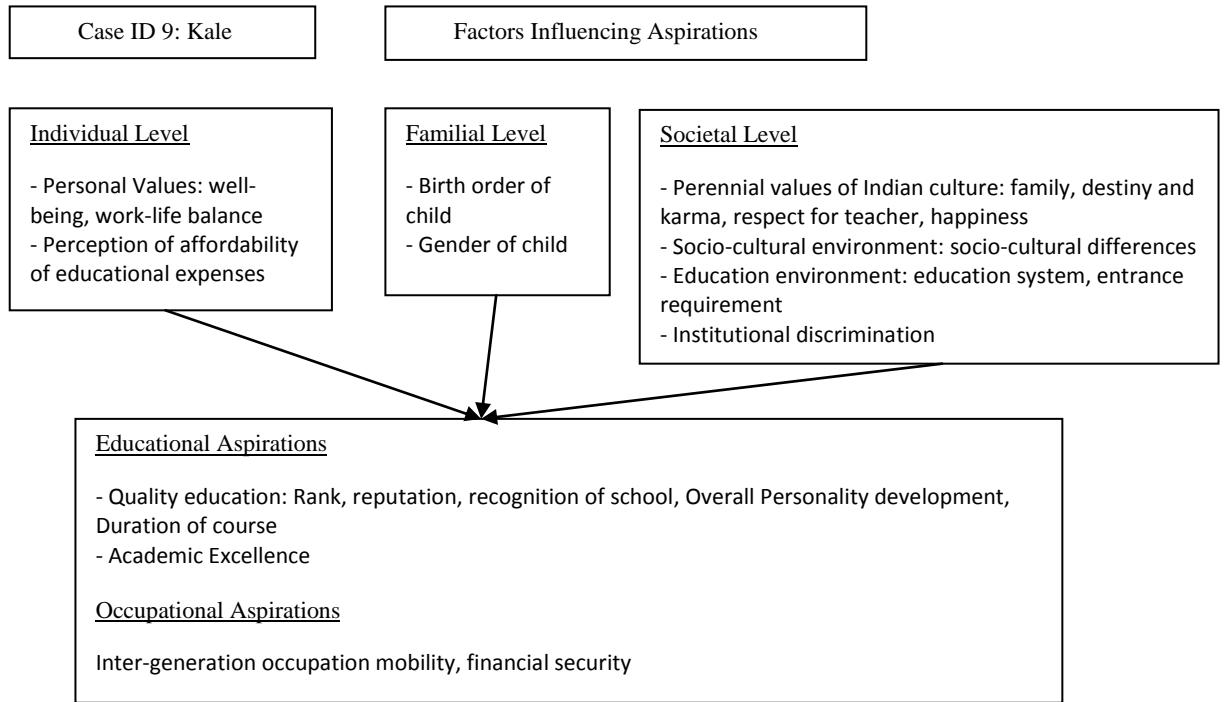 Case ID 9: Kale
Factors Influencing Aspirations
Individual Level
- Personal Values: well-
being, work-life balance
- Perception of affordability
of educational expenses
Familial Level
- Birth order of
child
- Gender of child
Societal Level
- Perennial values of Indian culture: family, destiny and
karma, respect for teacher, happiness
- Socio-cultural environment: socio-cultural differences
- Education environment: education system, entrance
requirement
- Institutional discrimination
Educational Aspirations
- Quality education: Rank, reputation, recognition of school, Overall Personality development,
Duration of course
- Academic Excellence
Occupational Aspirations
Inter-generation occupation mobility, financial security